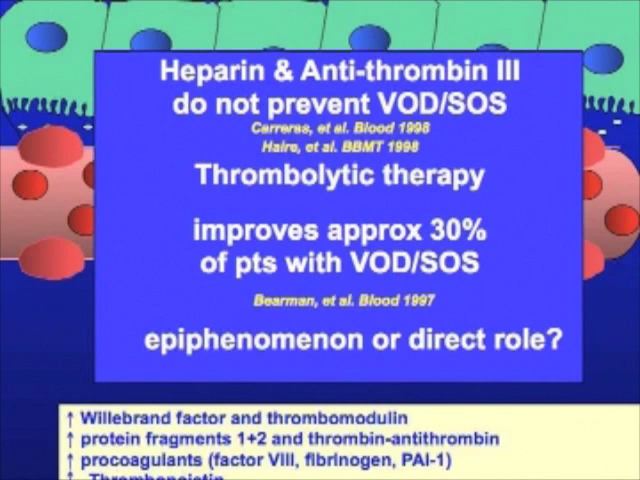 Heparin & Anti-thrombin III
do not prevent VOD/SOS
Carreras, et al. Blood 1998
Haire, et al. BBMT 1998
Thrombolytic therapy
improves approx 30%
of pts with VOD/SOS
Bearman, et al. Blood 1997
epiphenomenon or direct role?
↑ Willebrand factor and thrombomodulin
↑ protein fragments 1+2 and thrombin-antithrombin
↑ procoagulants (factor VIII, fibrinogen, PAI-1)
↑ Thrombopoietin